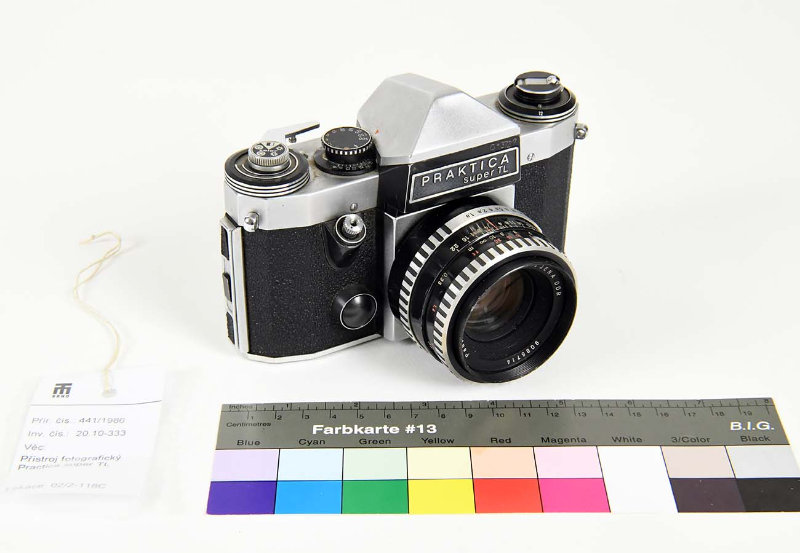 PRAKTICA
super TL
JENA DDR
BRNO
Přír. čís.: 441/1986
Inv. čís.: 20.10-333
Věc:
Přístroj fotografický
Practica super TL
02/2-118C
Inches 1 2 3 4 5 6 7 8
Centimetres 1 2 3 4 5 6 7 8 9 10 11 12 13 14 15 16 17 18 19
Farbkarte #13
B.I.G.
Blue Cyan Green Yellow Red Magenta White 3/Color Black